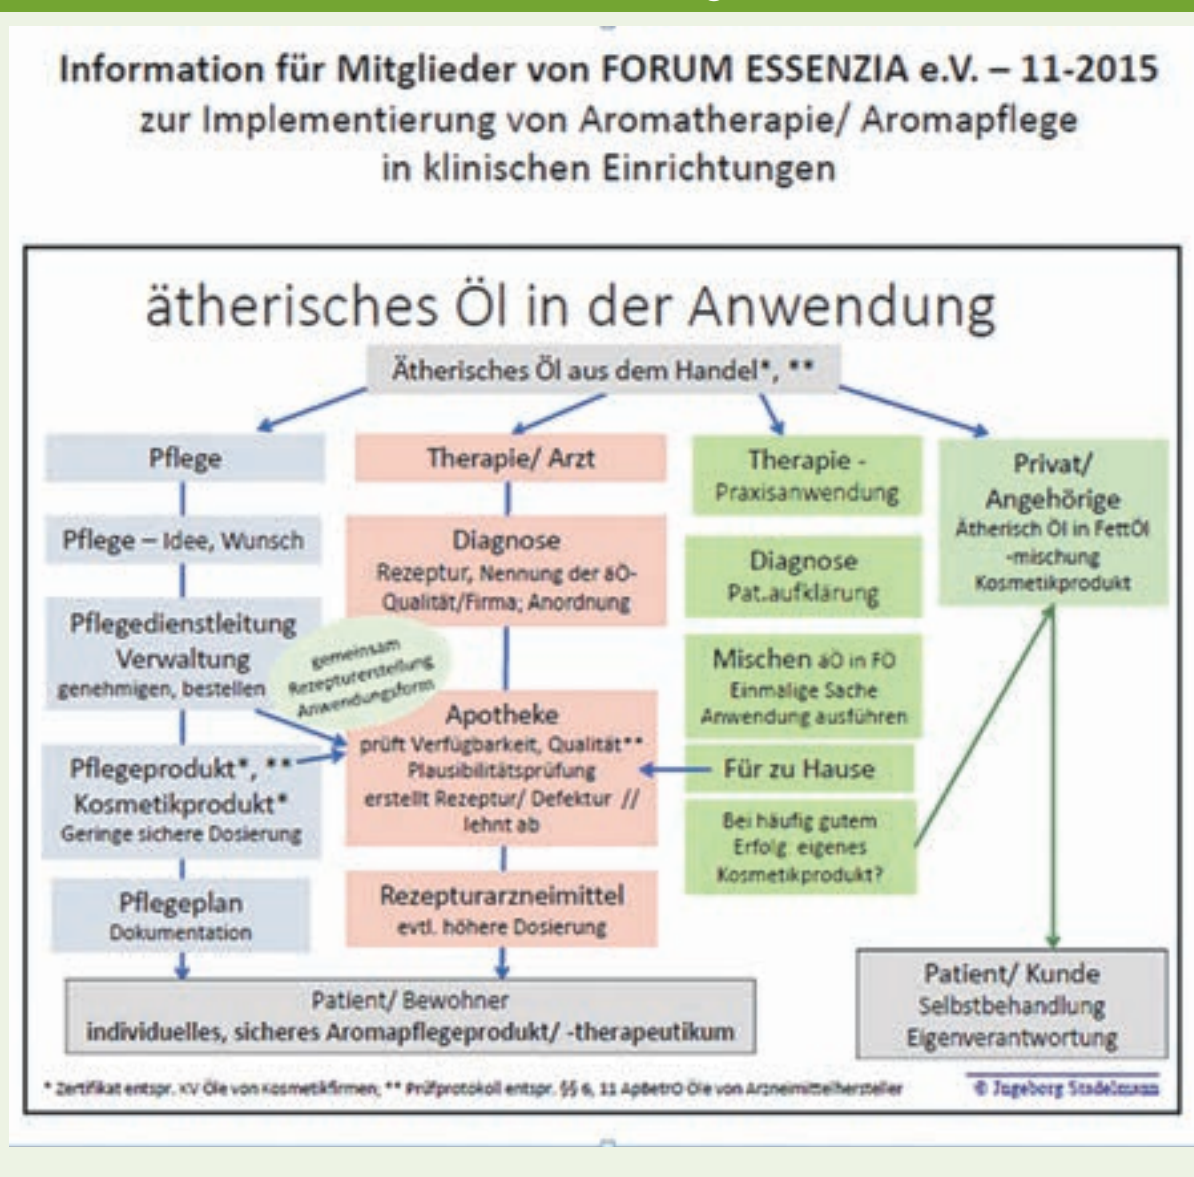 Information für Mitglieder von FORUM ESSENZIA e.V. – 11-2015
zur Implementierung von Aromatherapie/ Aromapflege
in klinischen Einrichtungen
ätherisches Öl in der Anwendung
Ätherisches Öl aus dem Handel*, **
Pflege
Pflege – Idee, Wunsch
Pflegedienstleitung
Verwaltung
genehmigen, bestellen
gemeinsam
Rezepturerstellung
Anwendungsform
Pflegeprodukt*, **
Kosmetikprodukt*
Geringe sichere Dosierung
Pflegeplan
Dokumentation
Therapie/ Arzt
Diagnose
Rezeptur, Nennung der äÖ-
Qualität/Firma; Anordnung
Apotheke
prüft Verfügbarkeit, Qualität**
Plausibilitätsprüfung
erstellt Rezeptur/ Defektur //
lehnt ab
Rezepturarzneimittel
evtl. höhere Dosierung
Patient/ Bewohner
individuelles, sicheres Aromapflegeprodukt/ -therapeutikum
Therapie -
Praxisanwendung
Diagnose
Pat.aufklärung
Mischen äÖ in FÖ
Einmalige Sache
Anwendung ausführen
Für zu Hause
Bei häufig gutem
Erfolg eigenes
Kosmetikprodukt?
Privat/
Angehörige
Ätherisch Öl in FettÖl
-mischung
Kosmetikprodukt
Patient/ Kunde
Selbstbehandlung
Eigenverantwortung
* Zertifikat entspr. KV Öle von Kosmetikfirmen; ** Prüfprotokoll entspr. §§ 6, 11 ApBetrO Öle von Arzneimittelhersteller
© Ingeborg Stadelmann